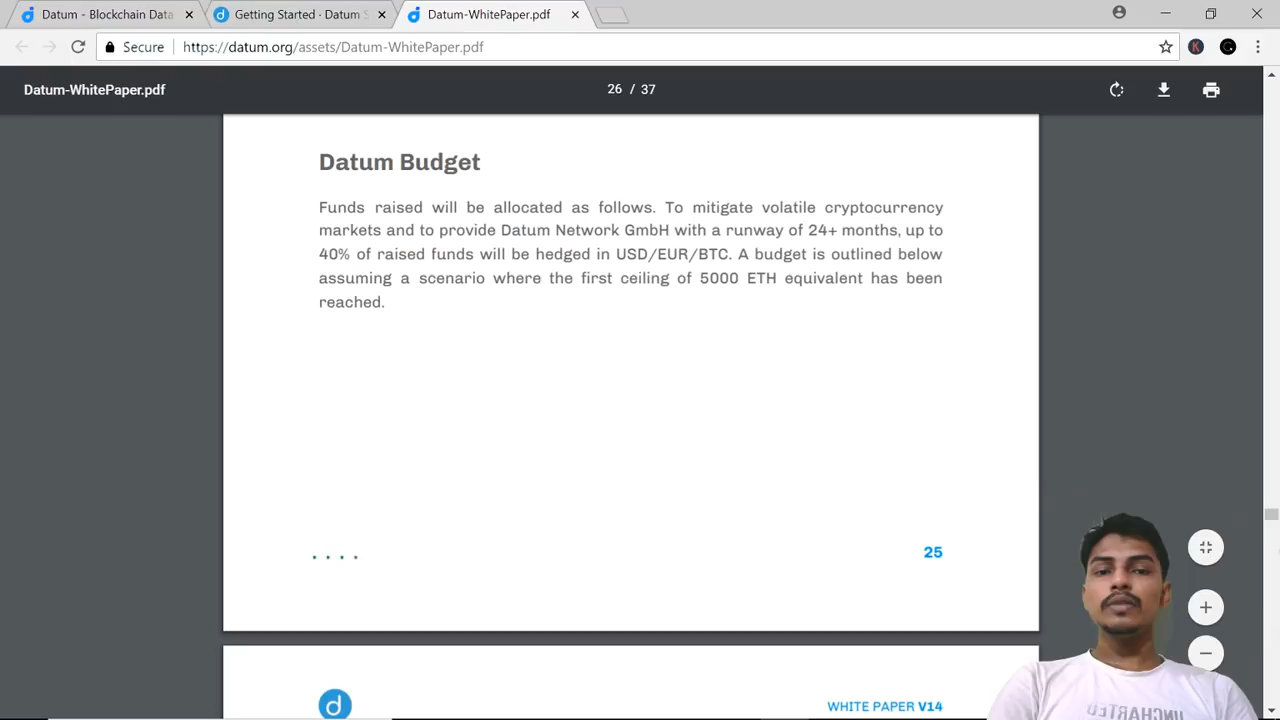 Datum - Blockchain Data
Getting Started · Datum S
Datum-WhitePaper.pdf
Secure
https://datum.org/assets/Datum-WhitePaper.pdf
K
Datum-WhitePaper.pdf
26 / 37
Datum Budget
Funds raised will be allocated as follows. To mitigate volatile cryptocurrency
markets and to provide Datum Network GmbH with a runway of 24+ months, up to
40% of raised funds will be hedged in USD/EUR/BTC. A budget is outlined below
assuming a scenario where the first ceiling of 5000 ETH equivalent has been
reached.
25
d
WHITE PAPER V14
UNCHARTED